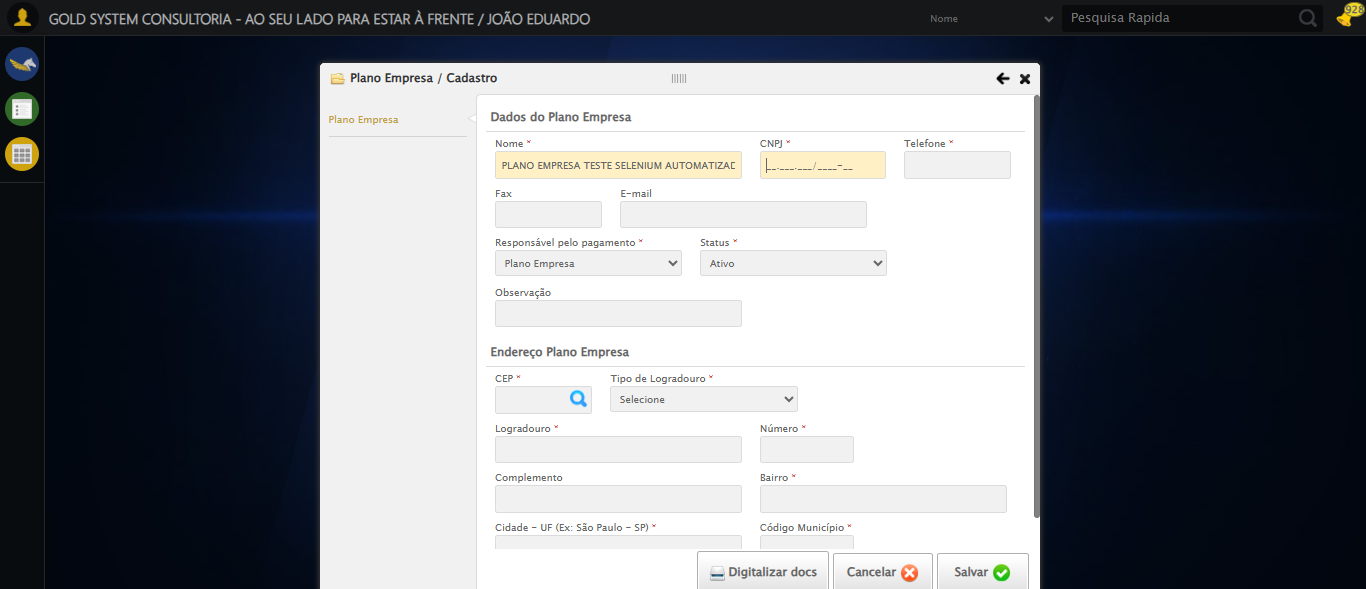 GOLD SYSTEM CONSULTORIA - AO SEU LADO PARA ESTAR À FRENTE / JOÃO EDUARDO
Nome
Pesquisa Rapida
928
Plano Empresa / Cadastro
Plano Empresa
Dados do Plano Empresa
Nome *
CNPJ *
Telefone *
PLANO EMPRESA TESTE SELENIUM AUTOMATIZAD
__.___.___/____-__
Fax
E-mail
Responsável pelo pagamento *
Status *
Plano Empresa
Ativo
Observação
Endereço Plano Empresa
CEP *
Tipo de Logradouro *
Selecione
Logradouro *
Número *
Complemento
Bairro *
Cidade - UF (Ex: São Paulo - SP) *
Código Município *
Digitalizar docs
Cancelar
Salvar